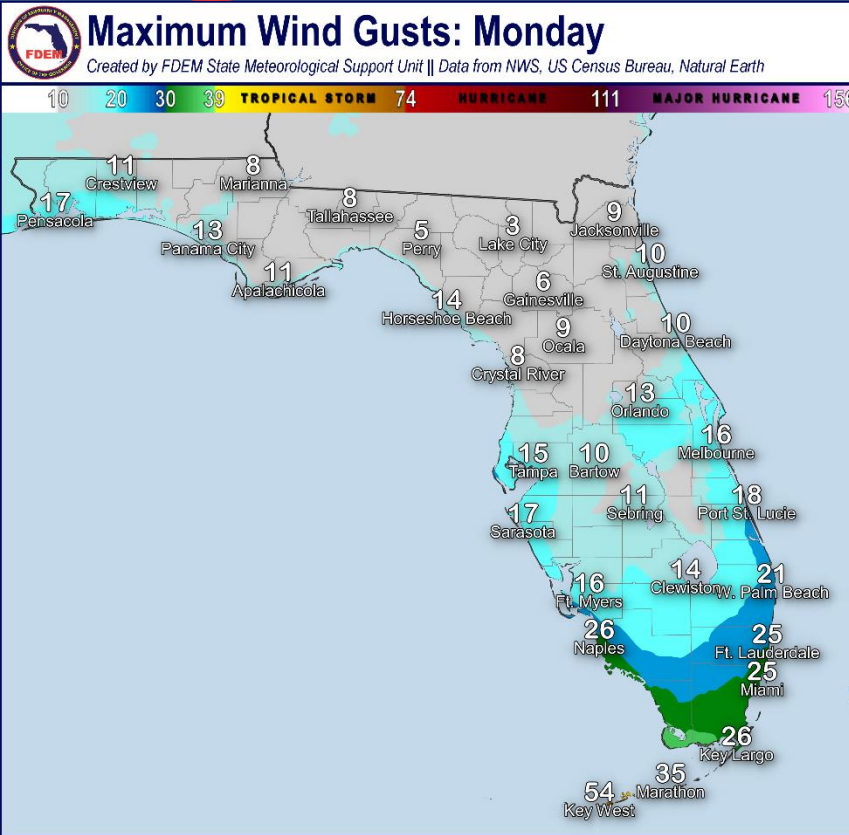 FDEM
Maximum Wind Gusts: Monday
Created by FDEM State Meteorological Support Unit || Data from NWS, US Census Bureau, Natural Earth
10 20 30 39 TROPICAL STORM 74 HURRICANE 111 MAJOR HURRICANE 156
11
Crestview
8
Marianna
17
Pensacola
13
Panama City
8
Tallahassee
5
Perry
3
Lake City
9
Jacksonville
10
St. Augustine
11
Apalachicola
14
Horseshoe Beach
6
Gainesville
9
Ocala
10
Daytona Beach
8
Crystal River
13
Orlando
16
Melbourne
15
Tampa
10
Bartow
11
Sebring
18
Port St. Lucie
17
Sarasota
16
Ft. Myers
14
Clewiston
21
W. Palm Beach
26
Naples
25
Ft. Lauderdale
25
Miami
26
Key Largo
35
Marathon
54
Key West